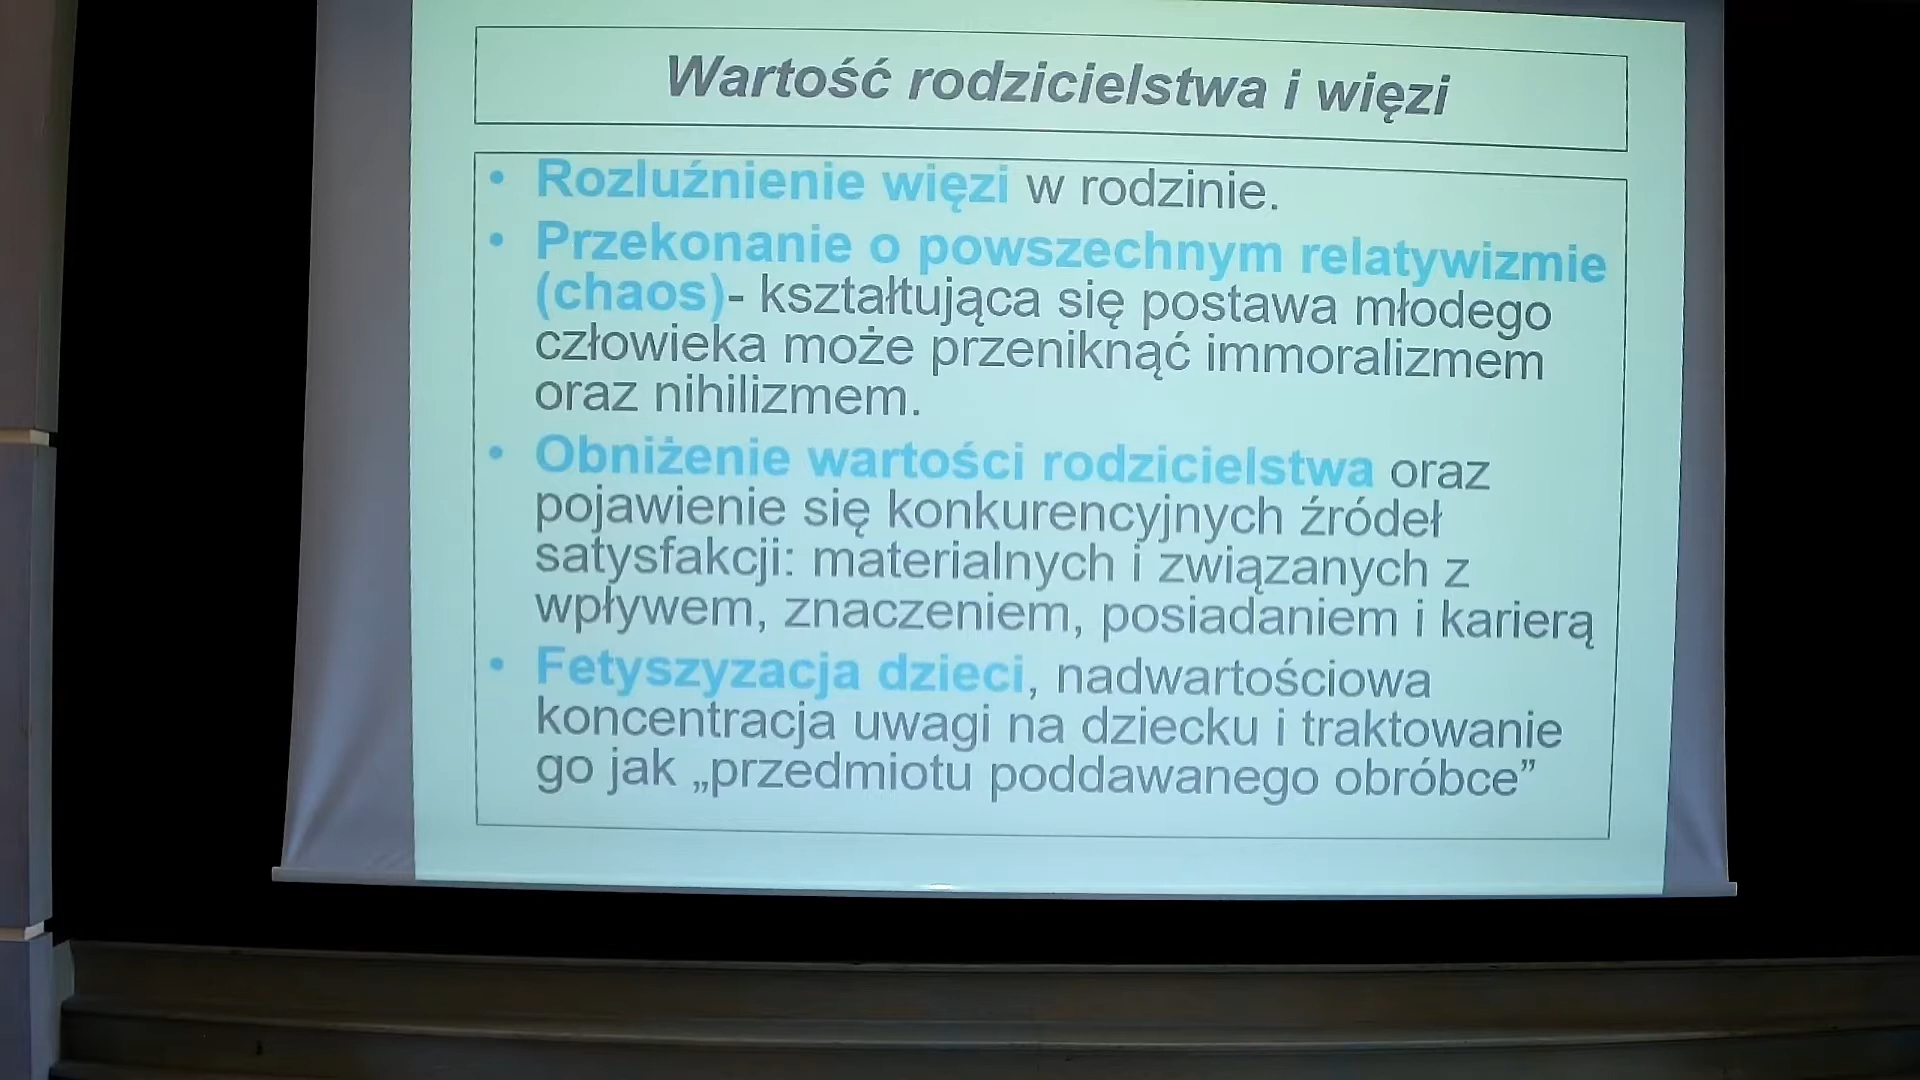 Wartość rodzicielstwa i więzi
• Rozluźnienie więzi w rodzinie.
• Przekonanie o powszechnym relatywizmie
(chaos)- kształtująca się postawa młodego
człowieka może przeniknąć immoralizmem
oraz nihilizmem.
• Obniżenie wartości rodzicielstwa oraz
pojawienie się konkurencyjnych źródeł
satysfakcji: materialnych i związanych z
wpływem, znaczeniem, posiadaniem i karierą
• Fetyszyzacja dzieci, nadwartościowa
koncentracja uwagi na dziecku i traktowanie
go jak „przedmiotu poddawanego obróbce”